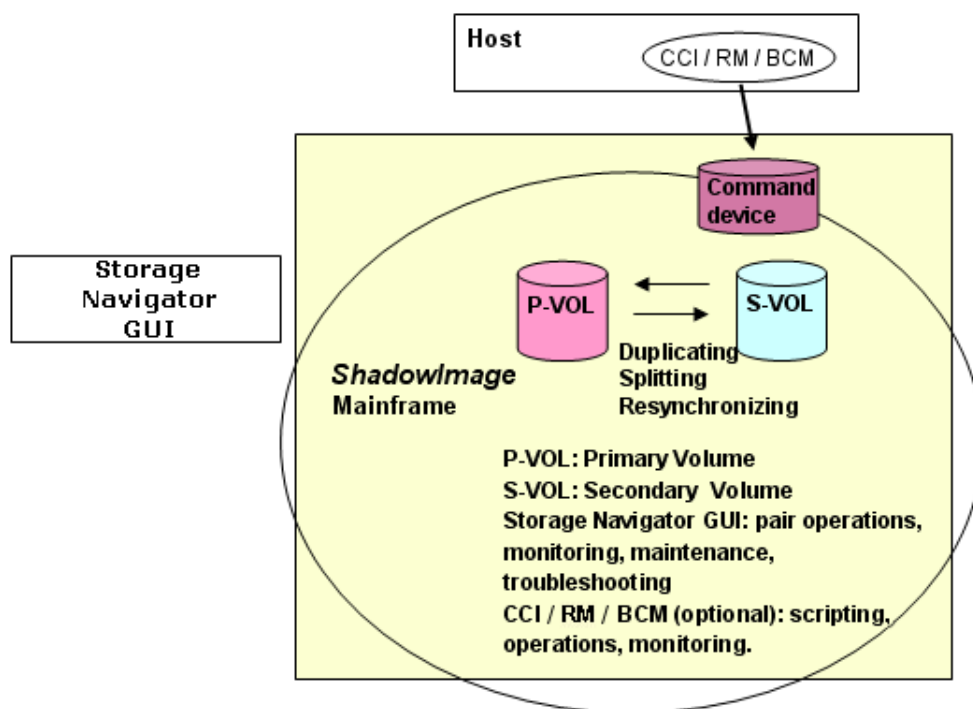 Host
CCI / RM / BCM
Command
device
Storage
Navigator
GUI
P-VOL
S-VOL
Duplicating
Splitting
Resynchronizing
ShadowImage
Mainframe
P-VOL: Primary Volume
S-VOL: Secondary Volume
Storage Navigator GUI: pair operations,
monitoring, maintenance,
troubleshooting
CCI / RM / BCM (optional): scripting,
operations, monitoring.